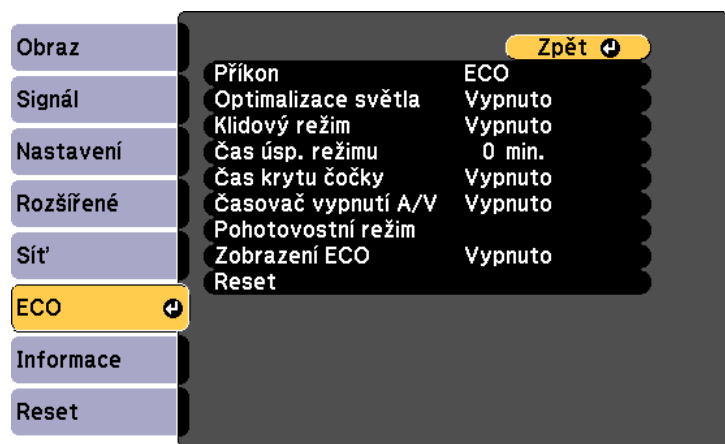 Obraz
Signál
Nastavení
Rozšířené
Síť
ECO
Informace
Reset
Zpět
Příkon ECO
Optimalizace světla Vypnuto
Klidový režim Vypnuto
Čas úsp. režimu 0 min.
Čas krytu čočky Vypnuto
Časovač vypnutí A/V Vypnuto
Pohotovostní režim
Zobrazení ECO Vypnuto
Reset